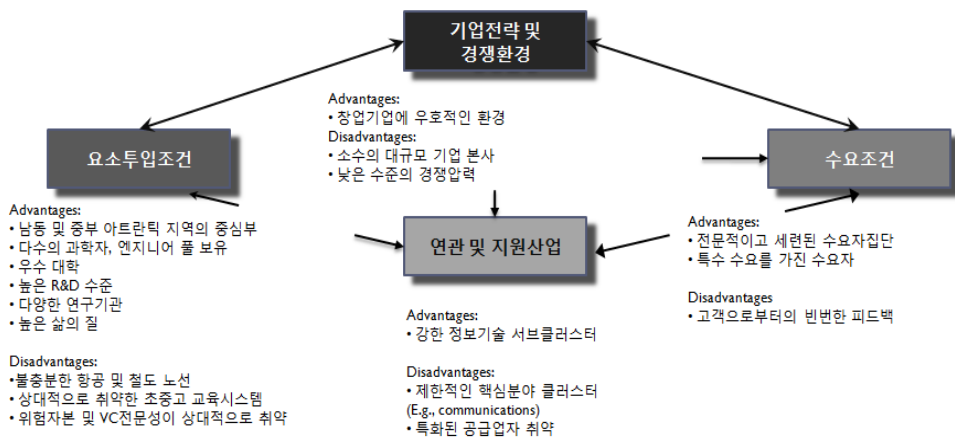 기업전략 및
경쟁환경
Advantages:
• 창업기업에 우호적인 환경
Disadvantages:
• 소수의 대규모 기업 본사
• 낮은 수준의 경쟁압력
요소투입조건
Advantages:
• 남동 및 중부 아트란틱 지역의 중심부
• 다수의 과학자, 엔지니어 풀 보유
• 우수 대학
• 높은 R&D 수준
• 다양한 연구기관
• 높은 삶의 질
Disadvantages:
•불충분한 항공 및 철도 노선
• 상대적으로 취약한 초중고 교육시스템
• 위험자본 및 VC전문성이 상대적으로 취약
연관 및 지원산업
Advantages:
• 강한 정보기술 서브클러스터
Disadvantages:
• 제한적인 핵심분야 클러스터
(E.g., communications)
• 특화된 공급업자 취약
수요조건
Advantages:
• 전문적이고 세련된 수요자집단
• 특수 수요를 가진 수요자
Disadvantages
• 고객으로부터의 빈번한 피드백